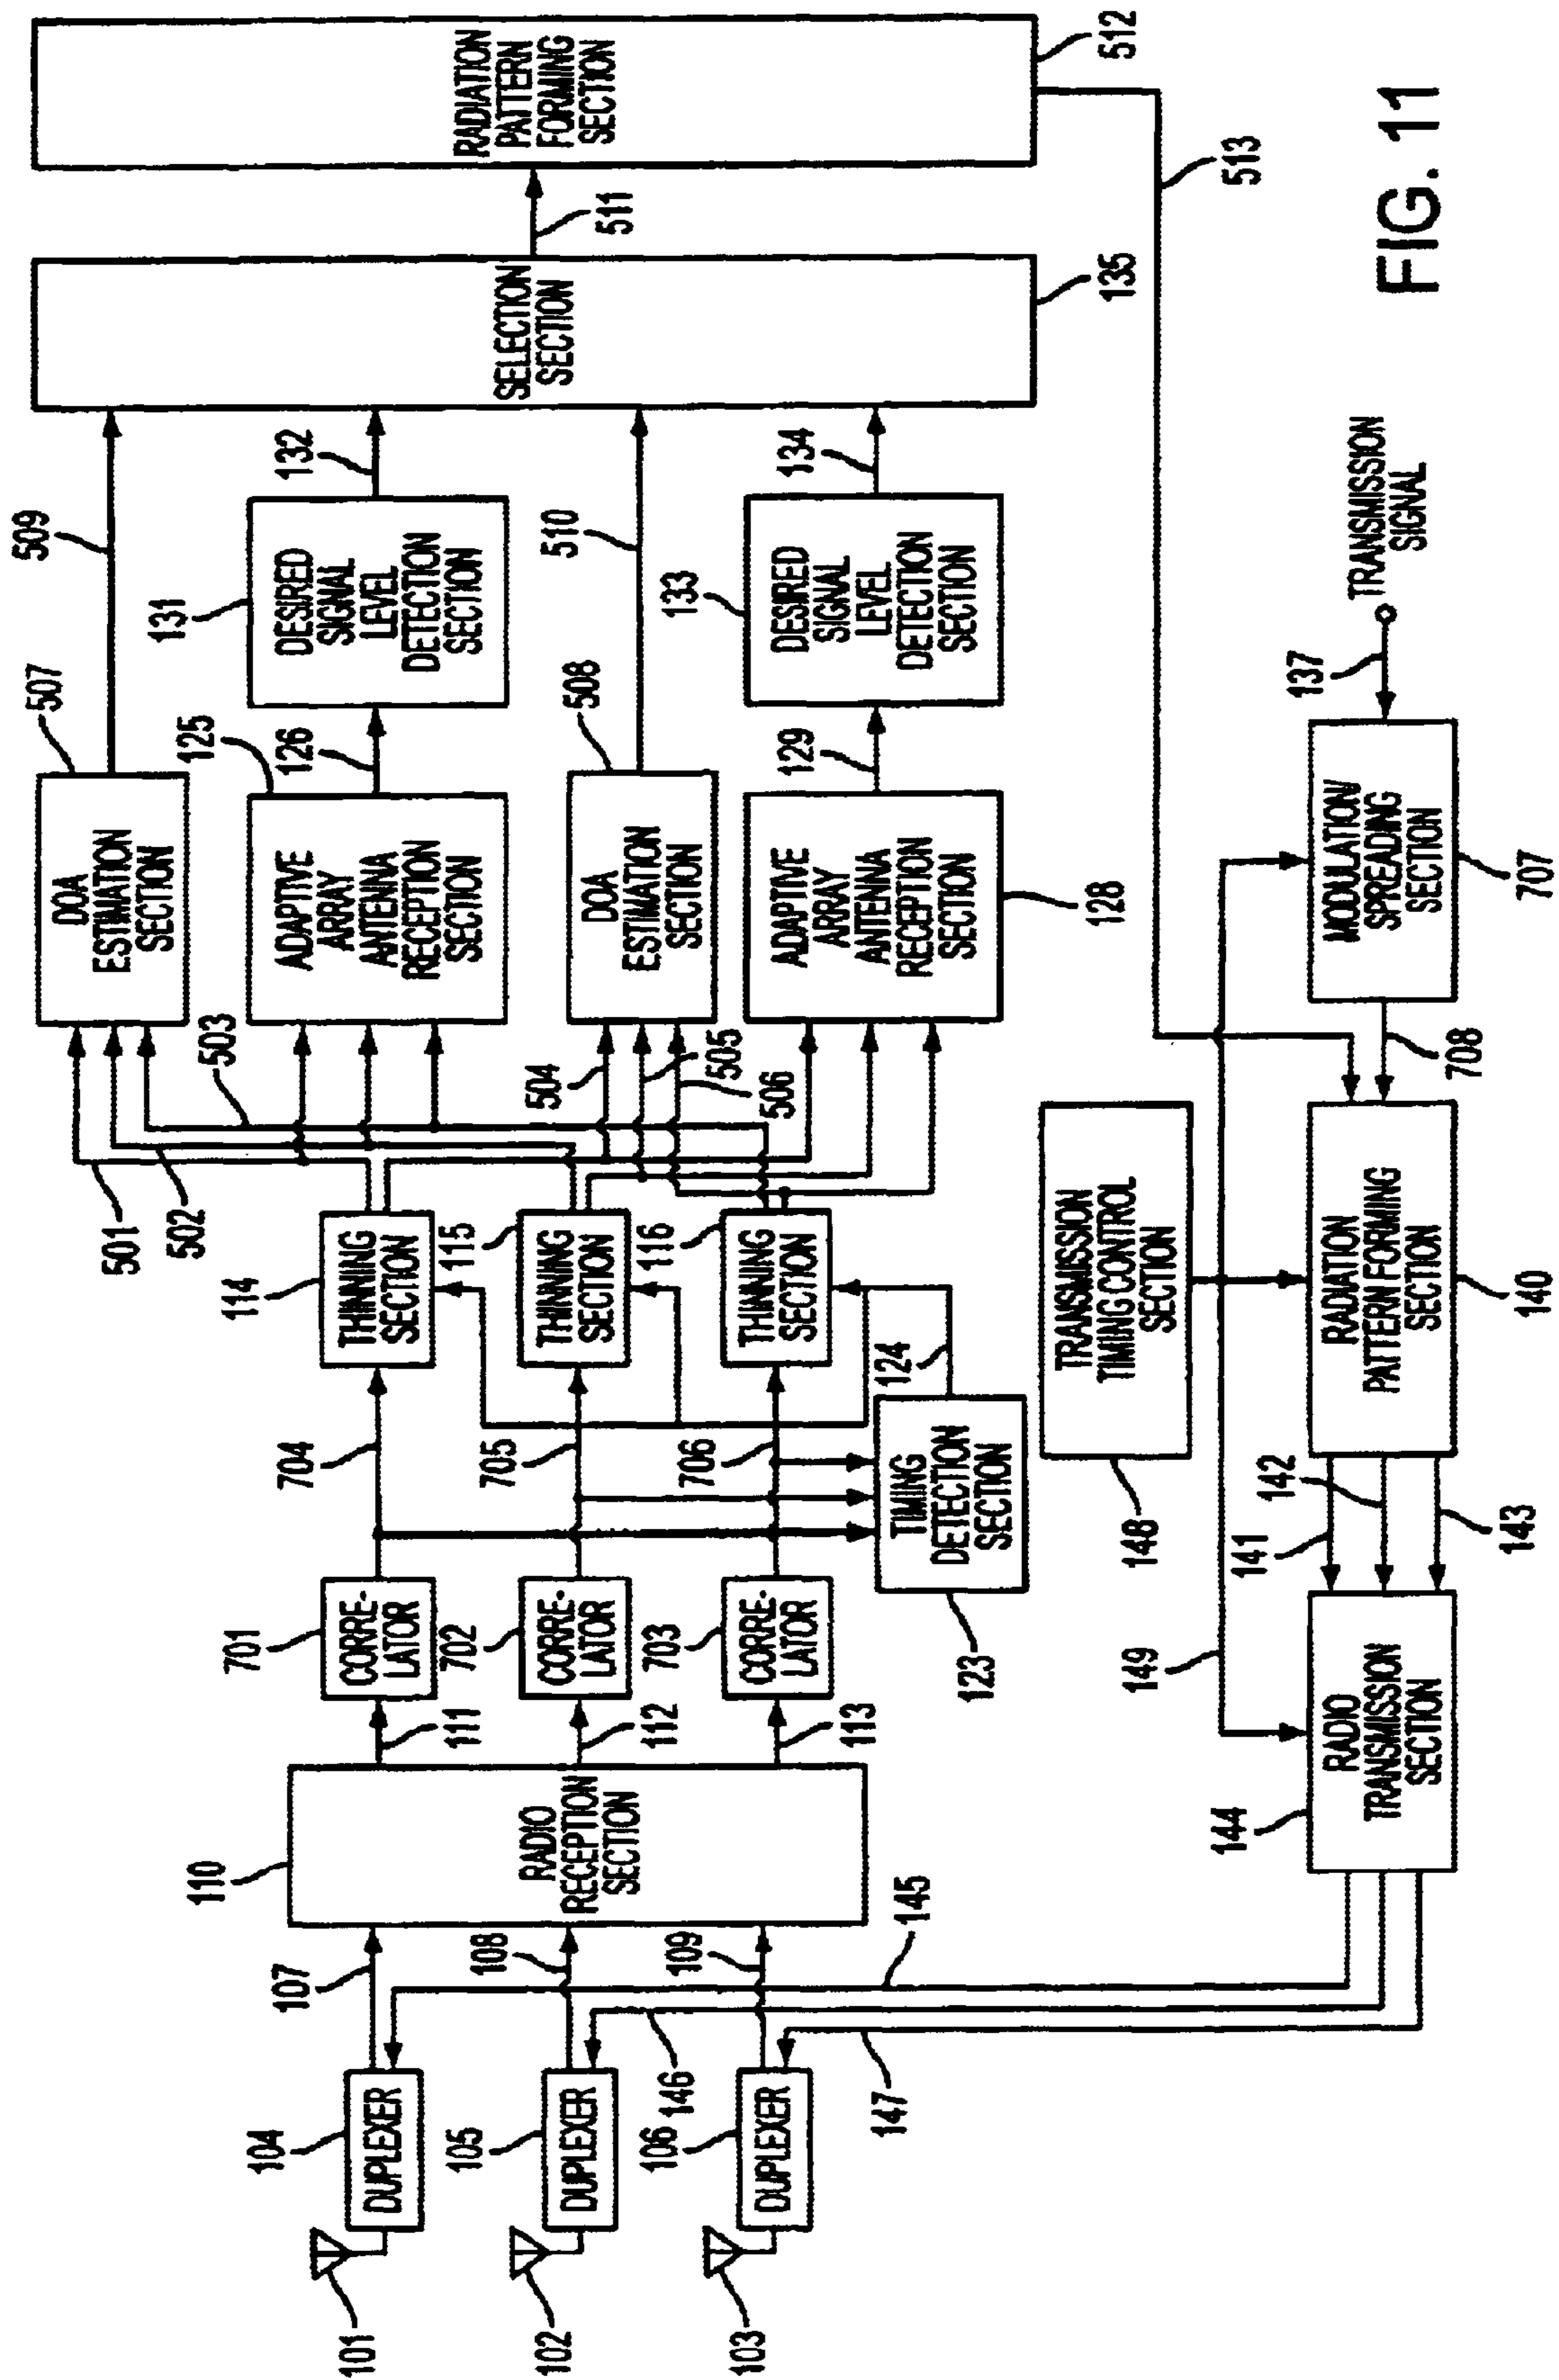 101
102
103
104
DUPLEXER
105
DUPLEXER
106
DUPLEXER
107
108
109
146
147
145
110
RADIO
RECEPTION
SECTION
111
112
113
701
CORRE-
LATOR
702
CORRE-
LATOR
703
CORRE-
LATOR
704
705
706
123
TIMING
DETECTION
SECTION
124
114
THINNING
SECTION
115
THINNING
SECTION
116
THINNING
SECTION
501
502
503
504
505
506
507
DOA
ESTIMATION
SECTION
125
ADAPTIVE
ARRAY
ANTENNA
RECEPTION
SECTION
508
DOA
ESTIMATION
SECTION
ADAPTIVE
ARRAY
ANTENNA
RECEPTION
SECTION
128
509
126
131
DESIRED
SIGNAL
LEVEL
DETECTION
SECTION
132
510
129
133
DESIRED
SIGNAL
LEVEL
DETECTION
SECTION
134
SELECTION
SECTION
135
511
RADIATION
PATTERN
FORMING
SECTION
512
513
144
RADIO
TRANSMISSION
SECTION
149
141
142
143
148
TRANSMISSION
TIMING CONTROL
SECTION
RADIATION
PATTERN FORMING
SECTION
140
708
MODULATION/
SPREADING
SECTION
707
137
TRANSMISSION
SIGNAL
FIG. 11